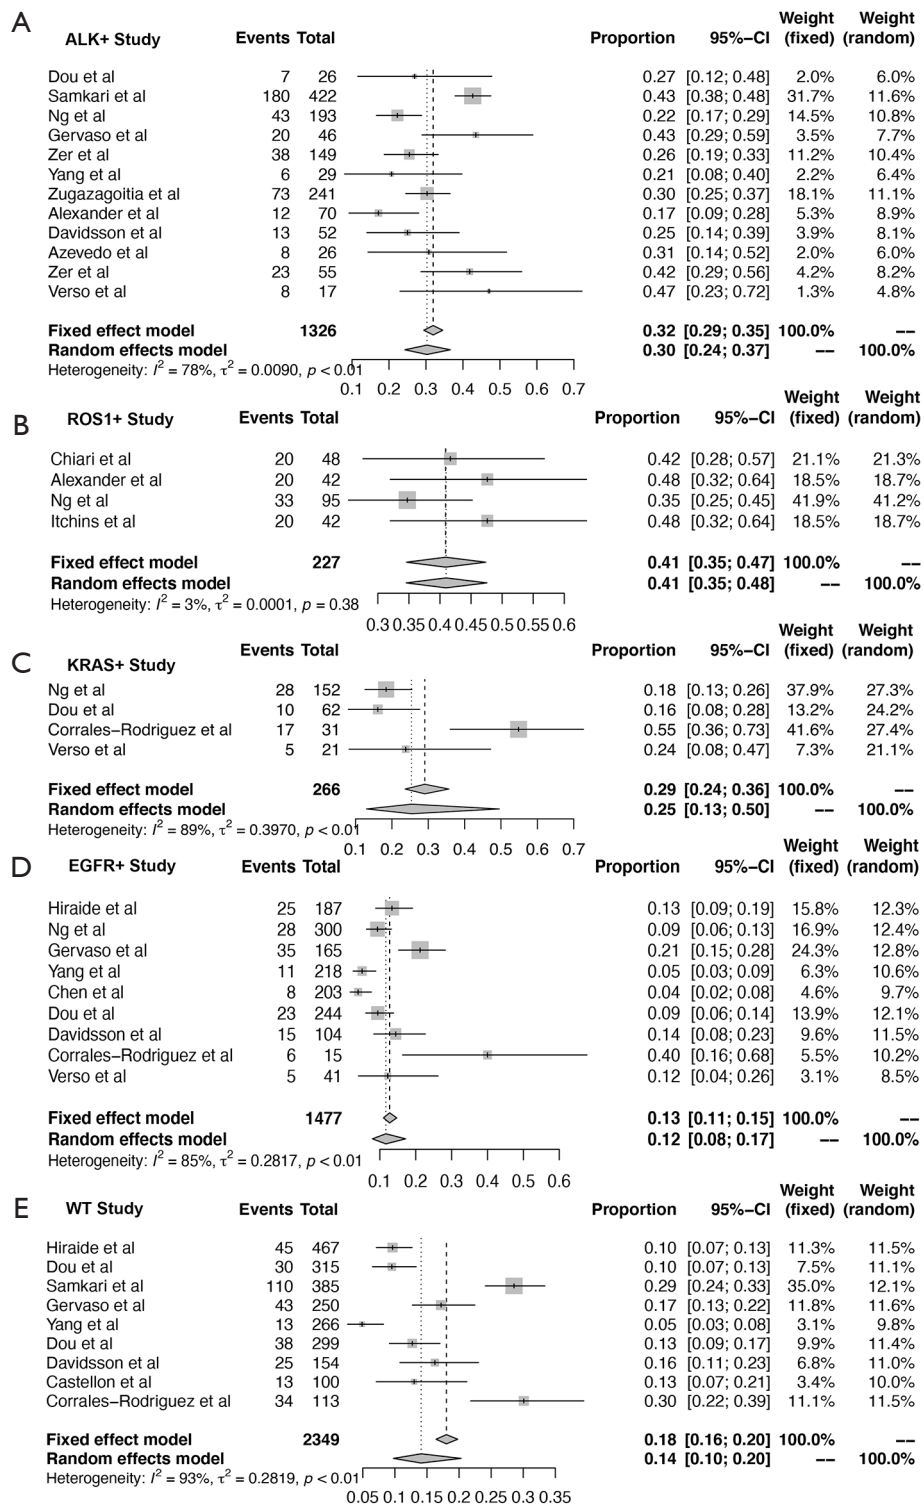 A
ALK+ Study Events Total Proportion 95%−CI Weight (fixed) Weight (random)
Dou et al 7 26 0.27 [0.12; 0.48] 2.0% 6.0%
Samkari et al 180 422 0.43 [0.38; 0.48] 31.7% 11.6%
Ng et al 43 193 0.22 [0.17; 0.29] 14.5% 10.8%
Gervaso et al 20 46 0.43 [0.29; 0.59] 3.5% 7.7%
Zer et al 38 149 0.26 [0.19; 0.33] 11.2% 10.4%
Yang et al 6 29 0.21 [0.08; 0.40] 2.2% 6.4%
Zugazagoitia et al 73 241 0.30 [0.25; 0.37] 18.1% 11.1%
Alexander et al 12 70 0.17 [0.09; 0.28] 5.3% 8.9%
Davidsson et al 13 52 0.25 [0.14; 0.39] 3.9% 8.1%
Azevedo et al 8 26 0.31 [0.14; 0.52] 2.0% 6.0%
Zer et al 23 55 0.42 [0.29; 0.56] 4.2% 8.2%
Verso et al 8 17 0.47 [0.23; 0.72] 1.3% 4.8%
Fixed effect model 1326 0.32 [0.29; 0.35] 100.0% −−
Random effects model 0.30 [0.24; 0.37] −− 100.0%
Heterogeneity: I² = 78%, τ² = 0.0090, p < 0.01
0.1 0.2 0.3 0.4 0.5 0.6 0.7
B
ROS1+ Study Events Total Proportion 95%−CI Weight (fixed) Weight (random)
Chiari et al 20 48 0.42 [0.28; 0.57] 21.1% 21.3%
Alexander et al 20 42 0.48 [0.32; 0.64] 18.5% 18.7%
Ng et al 33 95 0.35 [0.25; 0.45] 41.9% 41.2%
Itchins et al 20 42 0.48 [0.32; 0.64] 18.5% 18.7%
Fixed effect model 227 0.41 [0.35; 0.47] 100.0% −−
Random effects model 0.41 [0.35; 0.48] −− 100.0%
Heterogeneity: I² = 3%, τ² = 0.0001, p = 0.38
0.3 0.35 0.4 0.45 0.5 0.55 0.6
C
KRAS+ Study Events Total Proportion 95%−CI Weight (fixed) Weight (random)
Ng et al 28 152 0.18 [0.13; 0.26] 37.9% 27.3%
Dou et al 10 62 0.16 [0.08; 0.28] 13.2% 24.2%
Corrales−Rodriguez et al 17 31 0.55 [0.36; 0.73] 41.6% 27.4%
Verso et al 5 21 0.24 [0.08; 0.47] 7.3% 21.1%
Fixed effect model 266 0.29 [0.24; 0.36] 100.0% −−
Random effects model 0.25 [0.13; 0.50] −− 100.0%
Heterogeneity: I² = 89%, τ² = 0.3970, p < 0.01
0.1 0.2 0.3 0.4 0.5 0.6 0.7
D
EGFR+ Study Events Total Proportion 95%−CI Weight (fixed) Weight (random)
Hiraide et al 25 187 0.13 [0.09; 0.19] 15.8% 12.3%
Ng et al 28 300 0.09 [0.06; 0.13] 16.9% 12.4%
Gervaso et al 35 165 0.21 [0.15; 0.28] 24.3% 12.8%
Yang et al 11 218 0.05 [0.03; 0.09] 6.3% 10.6%
Chen et al 8 203 0.04 [0.02; 0.08] 4.6% 9.7%
Dou et al 23 244 0.09 [0.06; 0.14] 13.9% 12.1%
Davidsson et al 15 104 0.14 [0.08; 0.23] 9.6% 11.5%
Corrales−Rodriguez et al 6 15 0.40 [0.16; 0.68] 5.5% 10.2%
Verso et al 5 41 0.12 [0.04; 0.26] 3.1% 8.5%
Fixed effect model 1477 0.13 [0.11; 0.15] 100.0% −−
Random effects model 0.12 [0.08; 0.17] −− 100.0%
Heterogeneity: I² = 85%, τ² = 0.2817, p < 0.01
0.1 0.2 0.3 0.4 0.5 0.6
E
WT Study Events Total Proportion 95%−CI Weight (fixed) Weight (random)
Hiraide et al 45 467 0.10 [0.07; 0.13] 11.3% 11.5%
Dou et al 30 315 0.10 [0.07; 0.13] 7.5% 11.1%
Samkari et al 110 385 0.29 [0.24; 0.33] 35.0% 12.1%
Gervaso et al 43 250 0.17 [0.13; 0.22] 11.8% 11.6%
Yang et al 13 266 0.05 [0.03; 0.08] 3.1% 9.8%
Dou et al 38 299 0.13 [0.09; 0.17] 9.9% 11.4%
Davidsson et al 25 154 0.16 [0.11; 0.23] 6.8% 11.0%
Castellon et al 13 100 0.13 [0.07; 0.21] 3.4% 10.0%
Corrales−Rodriguez et al 34 113 0.30 [0.22; 0.39] 11.1% 11.5%
Fixed effect model 2349 0.18 [0.16; 0.20] 100.0% −−
Random effects model 0.14 [0.10; 0.20] −− 100.0%
Heterogeneity: I² = 93%, τ² = 0.2819, p < 0.01
0.05 0.1 0.15 0.2 0.25 0.3 0.35